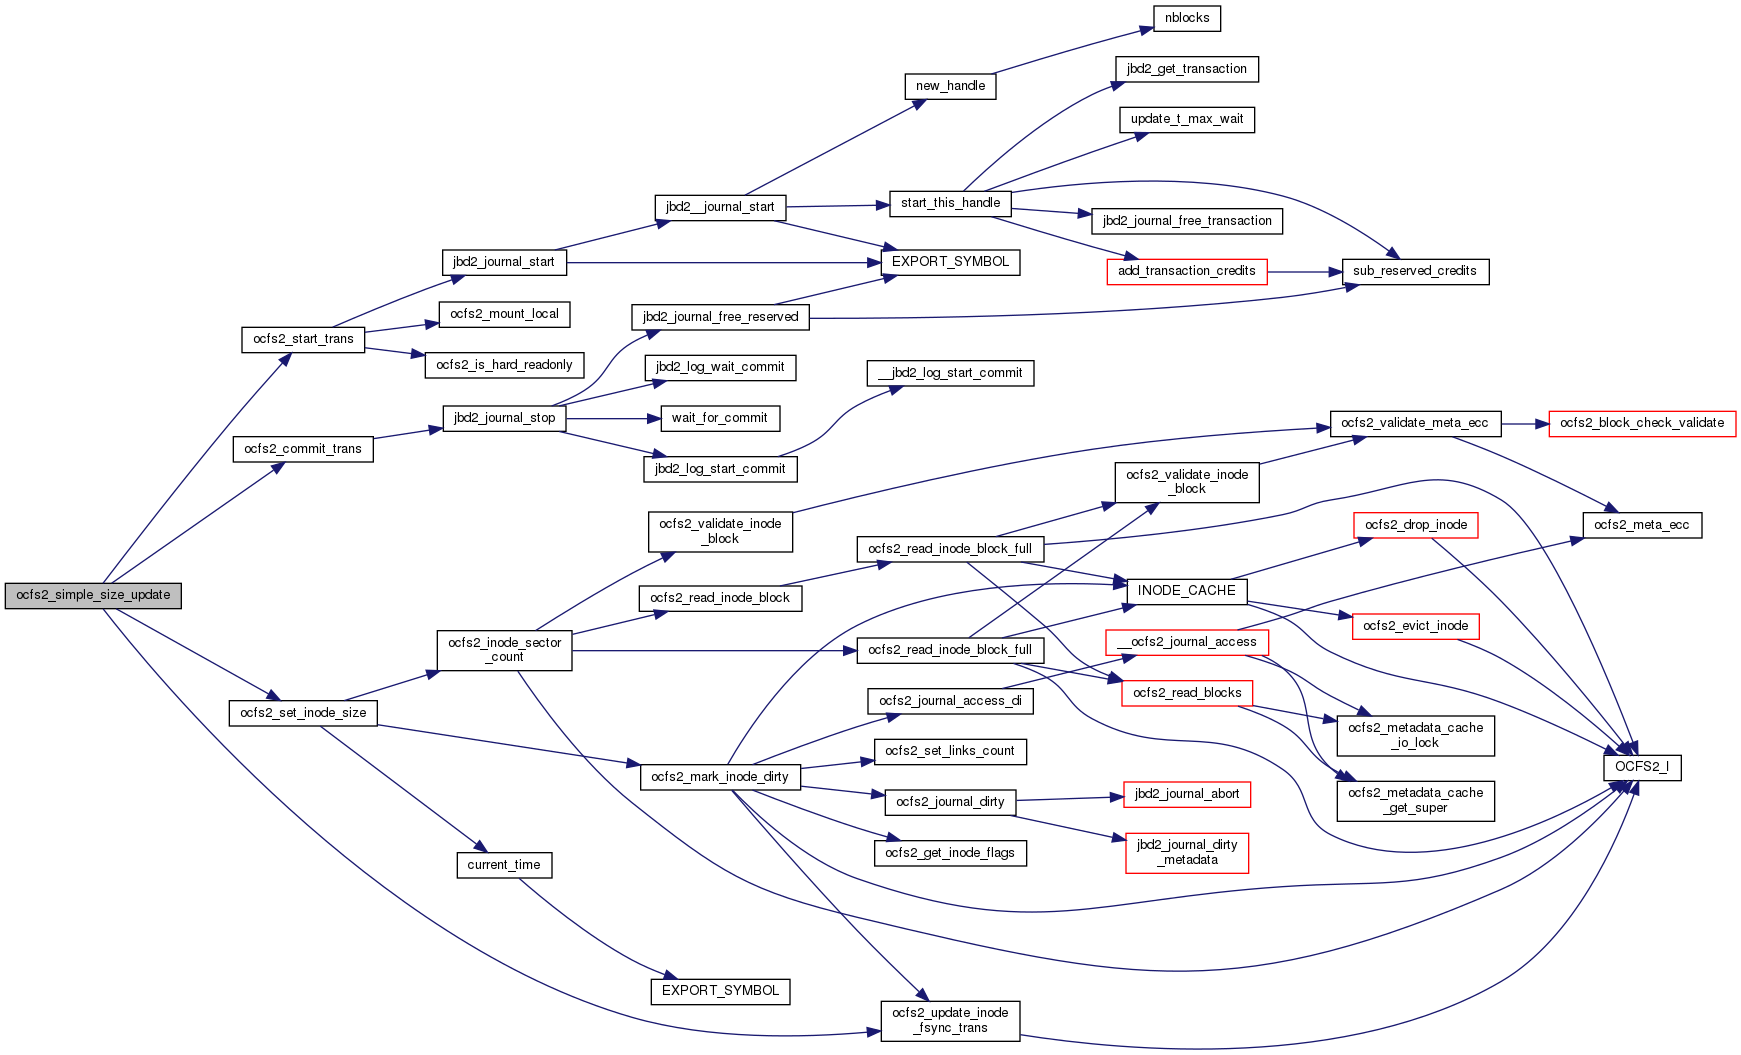 nblocks
jbd2_get_transaction
new_handle
update_t_max_wait
start_this_handle
jbd2__journal_start
jbd2_journal_free_transaction
jbd2_journal_start
EXPORT_SYMBOL
add_transaction_credits
sub_reserved_credits
ocfs2_mount_local
jbd2_journal_free_reserved
ocfs2_start_trans
ocfs2_is_hard_readonly
jbd2_log_wait_commit
__jbd2_log_start_commit
jbd2_journal_stop
wait_for_commit
ocfs2_validate_meta_ecc
ocfs2_block_check_validate
ocfs2_commit_trans
jbd2_log_start_commit
ocfs2_validate_inode
_block
ocfs2_validate_inode
_block
ocfs2_drop_inode
ocfs2_meta_ecc
ocfs2_read_inode_block_full
ocfs2_simple_size_update
ocfs2_read_inode_block
INODE_CACHE
ocfs2_evict_inode
ocfs2_inode_sector
_count
ocfs2_read_inode_block_full
__ocfs2_journal_access
ocfs2_read_blocks
ocfs2_journal_access_di
ocfs2_set_inode_size
ocfs2_metadata_cache
_io_lock
ocfs2_set_links_count
ocfs2_mark_inode_dirty
OCFS2_I
ocfs2_journal_dirty
jbd2_journal_abort
ocfs2_metadata_cache
_get_super
ocfs2_get_inode_flags
jbd2_journal_dirty
_metadata
current_time
EXPORT_SYMBOL
ocfs2_update_inode
_fsync_trans